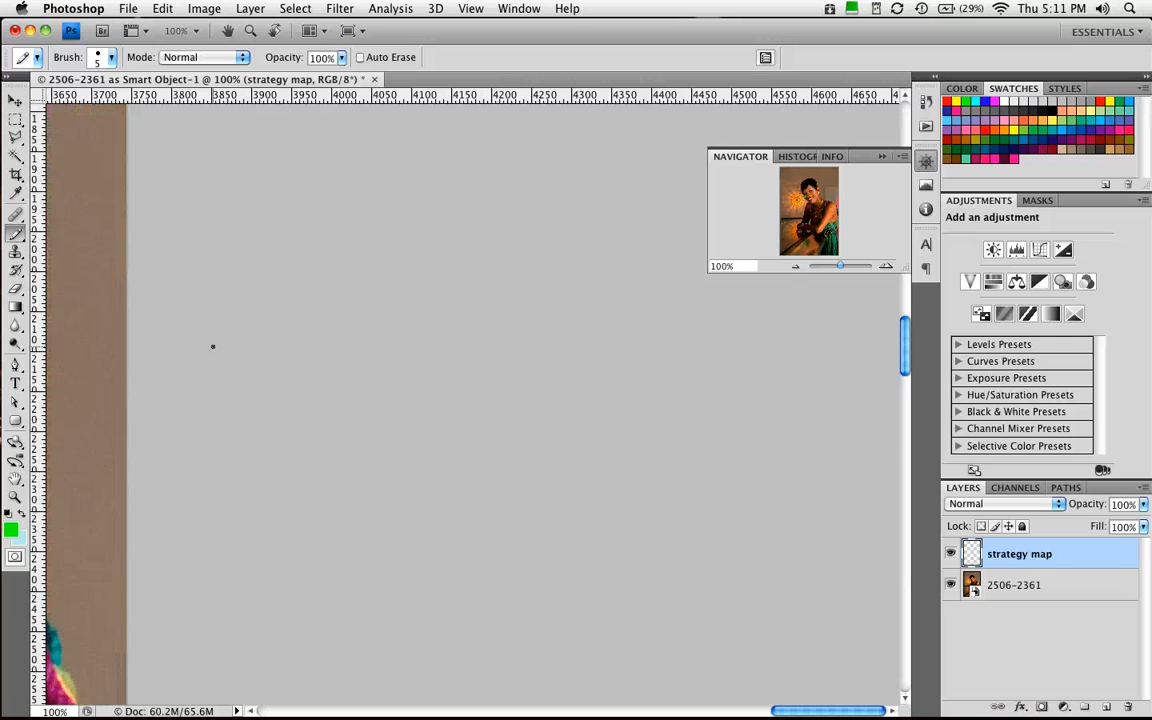 Photoshop File Edit Image Layer Select Filter Analysis 3D View Window Help (29%) Thu 5:11 PM
Ps Br 100% ESSENTIALS
Brush: 5 Mode: Normal Opacity: 100% Auto Erase
© 2506-2361 as Smart Object-1 @ 100% (strategy map, RGB/8*) *
3650 3700 3750 3800 3850 3900 3950 4000 4050 4100 4150 4200 4250 4300 4350 4400 4450 4500 4550 4600 4650
COLOR SWATCHES STYLES
NAVIGATOR HISTOGR INFO
100%
ADJUSTMENTS MASKS
Add an adjustment
Levels Presets
Curves Presets
Exposure Presets
Hue/Saturation Presets
Black & White Presets
Channel Mixer Presets
Selective Color Presets
LAYERS CHANNELS PATHS
Normal Opacity: 100%
Lock: Fill: 100%
strategy map
2506-2361
100% © Doc: 60.2M/65.6M